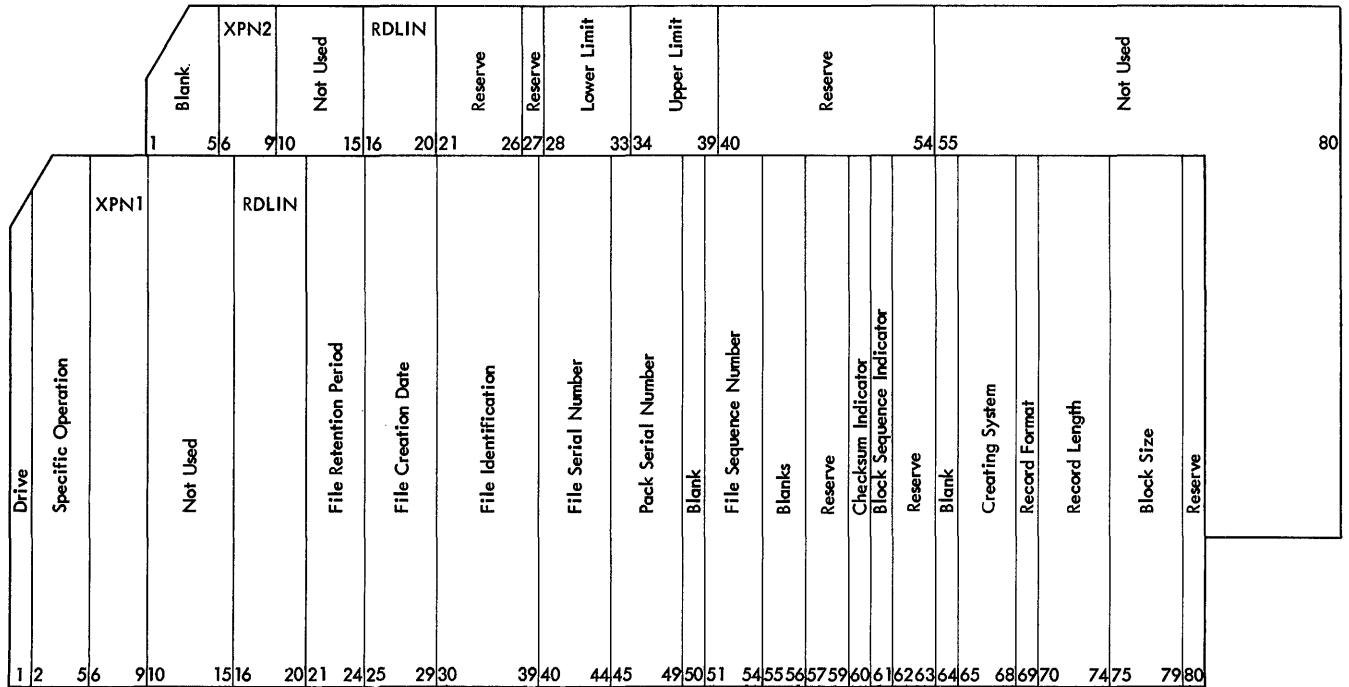 XPN2 RDLIN
Blank. Not Used Reserve Reserve Lower Limit Upper Limit Reserve Not Used
1 5 6 9 10 15 16 20 21 26 27 28 33 34 39 40 54 55 80
XPN1 RDLIN
Drive Specific Operation Not Used File Retention Period File Creation Date File Identification File Serial Number Pack Serial Number Blank File Sequence Number Blanks Reserve Checksum Indicator Block Sequence Indicator Reserve Blank Creating System Record Format Record Length Block Size Reserve
1 2 5 6 9 10 15 16 20 21 24 25 29 30 39 40 44 45 49 50 51 54 55 56 57 59 60 61 62 63 64 65 68 69 70 74 75 79 80